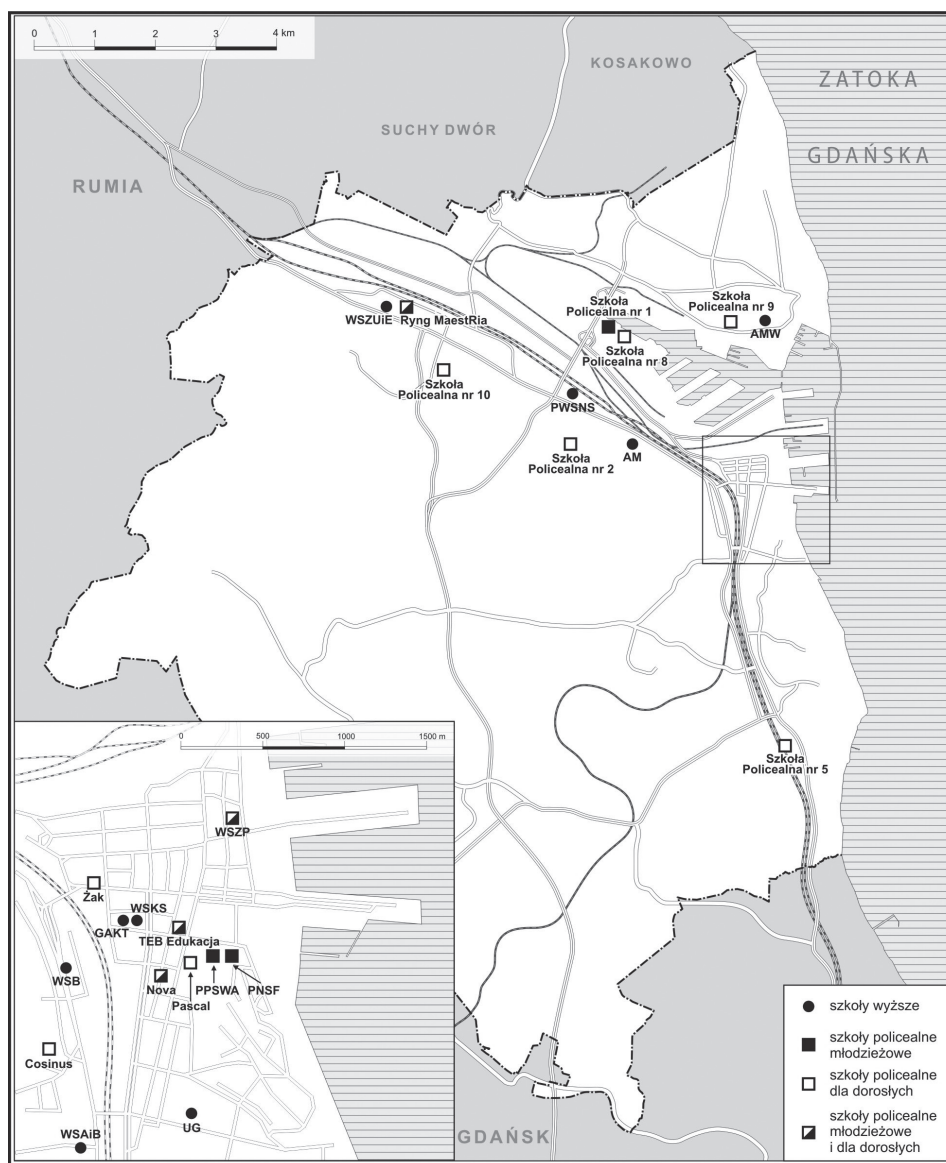 0 1 2 3 4 km
KOSAKOWO
ZATOKA
SUCHY DWÓR
GDAŃSKA
RUMIA
WSZUiE
Ryng MaestRia
Szkoła
Policealna nr 1
Szkoła
Policealna nr 9
AMW
Szkoła
Policealna nr 8
Szkoła
Policealna nr 10
PWSNS
Szkoła
Policealna nr 2
AM
Szkoła
Policealna nr 5
0 500 1000 1500 m
WSZP
Żak
GAKT
WSKS
TEB Edukacja
WSB
Nova
Pascal
PPSWA
PNSF
Cosinus
UG
WSAiB
GDAŃSK
szkoły wyższe
szkoły policealne
młodzieżowe
szkoły policealne
dla dorosłych
szkoły policealne
młodzieżowe
i dla dorosłych